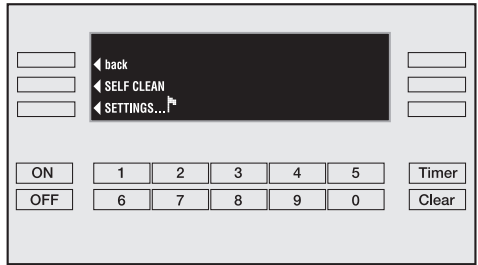 back
SELF CLEAN
SETTINGS...
ON 1 2 3 4 5 Timer
OFF 6 7 8 9 0 Clear